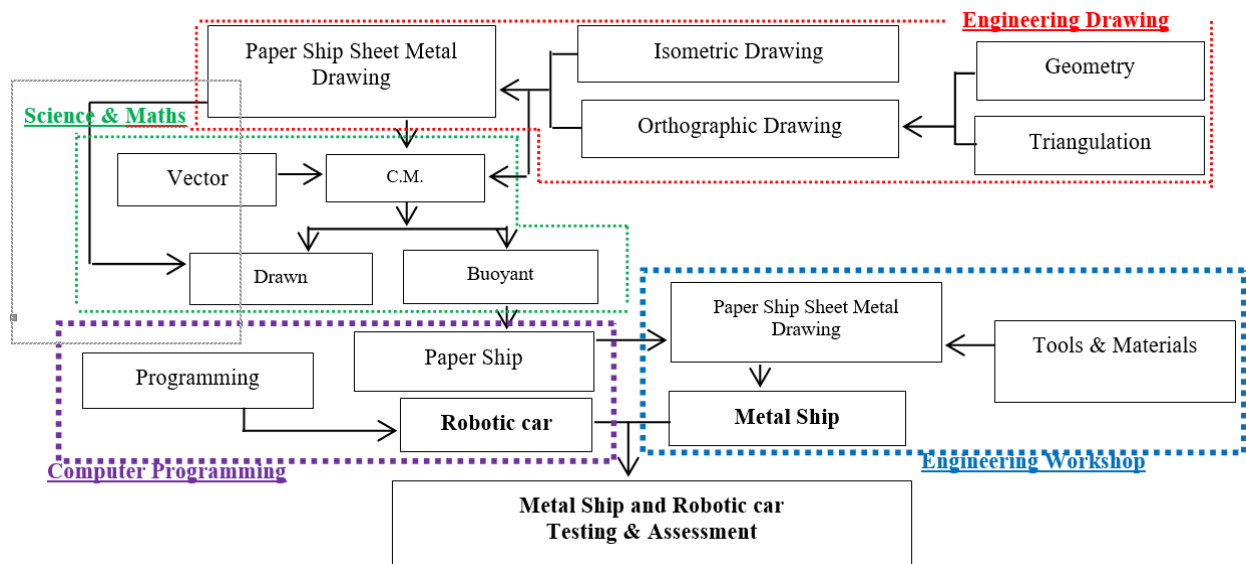 Engineering Drawing
Paper Ship Sheet Metal
Drawing
Isometric Drawing
Geometry
Orthographic Drawing
Triangulation
Science & Maths
Vector
C.M.
Drawn
Buoyant
Paper Ship Sheet Metal
Drawing
Tools & Materials
Paper Ship
Programming
Robotic car
Metal Ship
Computer Programming
Engineering Workshop
Metal Ship and Robotic car
Testing & Assessment